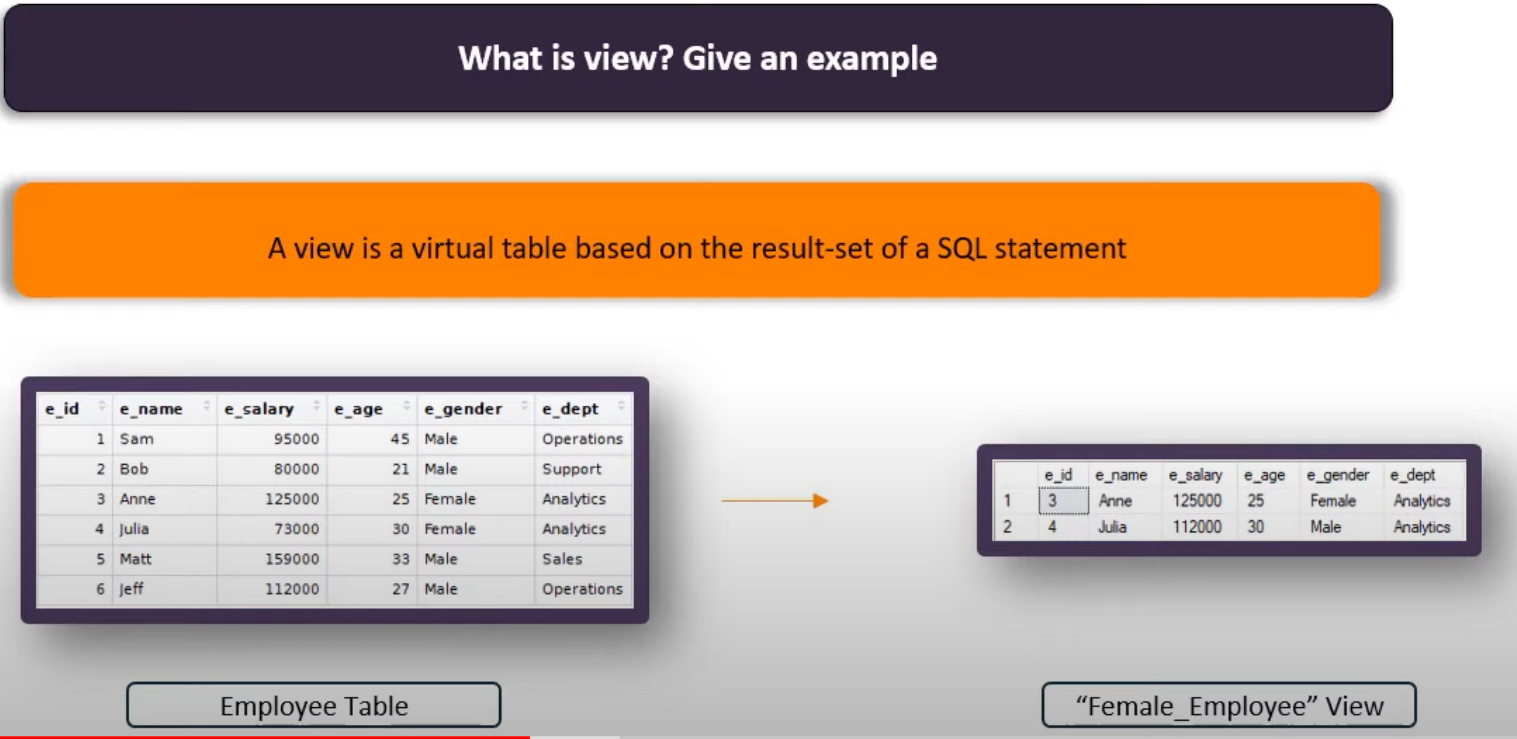 What is view? Give an example
A view is a virtual table based on the result-set of a SQL statement
e_id e_name e_salary e_age e_gender e_dept
1 Sam 95000 45 Male Operations
2 Bob 80000 21 Male Support
3 Anne 125000 25 Female Analytics
4 Julia 73000 30 Female Analytics
5 Matt 159000 33 Male Sales
6 Jeff 112000 27 Male Operations
Employee Table
e_id e_name e_salary e_age e_gender e_dept
1 3 Anne 125000 25 Female Analytics
2 4 Julia 112000 30 Male Analytics
“Female_Employee” View